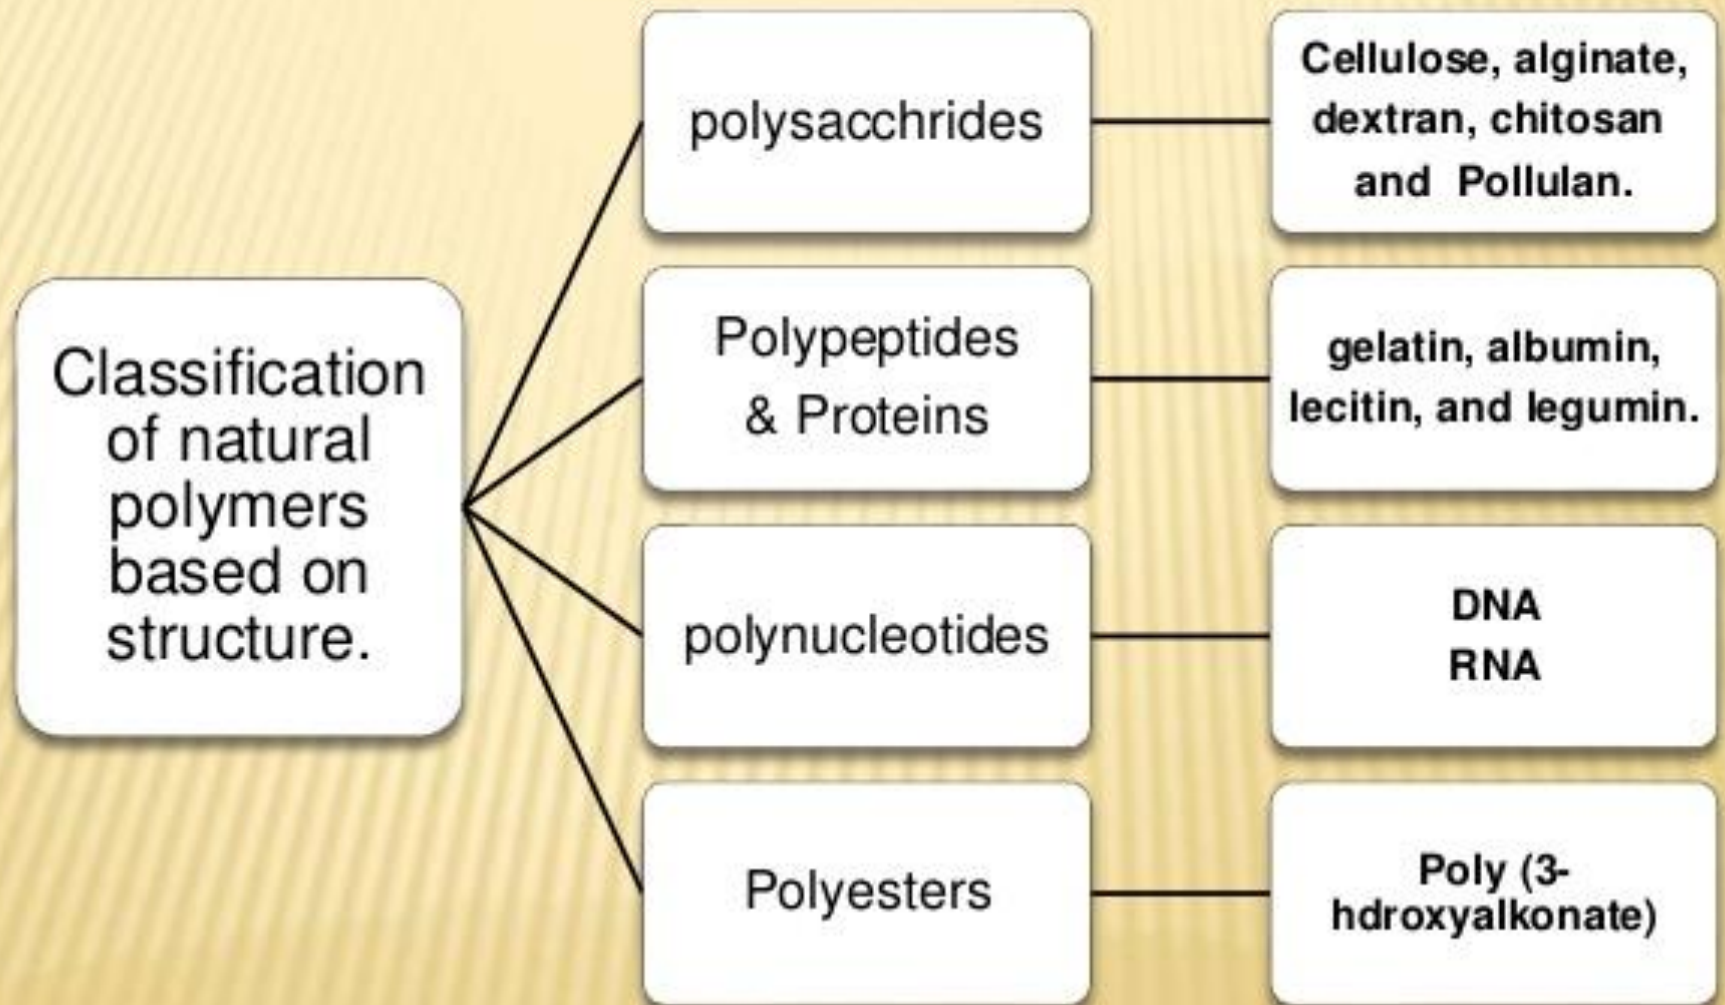 Classification
of natural
polymers
based on
structure.
polysacchrides
Cellulose, alginate,
dextran, chitosan
and Pollulan.
Polypeptides
& Proteins
gelatin, albumin,
lecitin, and legumin.
polynucleotides
DNA
RNA
Polyesters
Poly (3-
hdroxyalkonate)